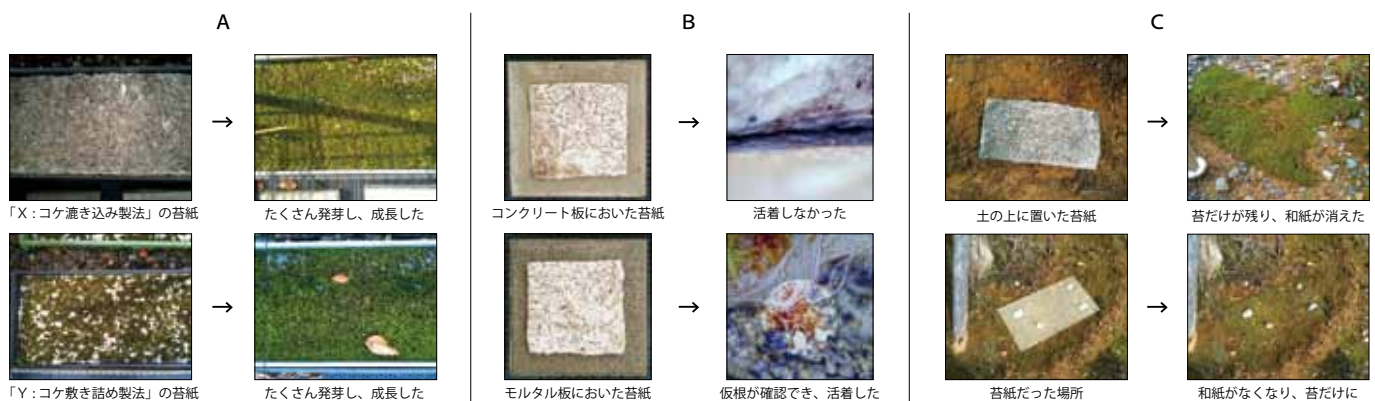 A
B
C
「X：コケ漉き込み製法」の苔紙
たくさん発芽し、成長した
コンクリート板においた苔紙
活着しなかった
土の上に置いた苔紙
苔だけが残り、和紙が消えた
「Y：コケ敷き詰め製法」の苔紙
たくさん発芽し、成長した
モルタル板においた苔紙
仮根が確認でき、活着した
苔紙だった場所
和紙がなくなり、苔だけに